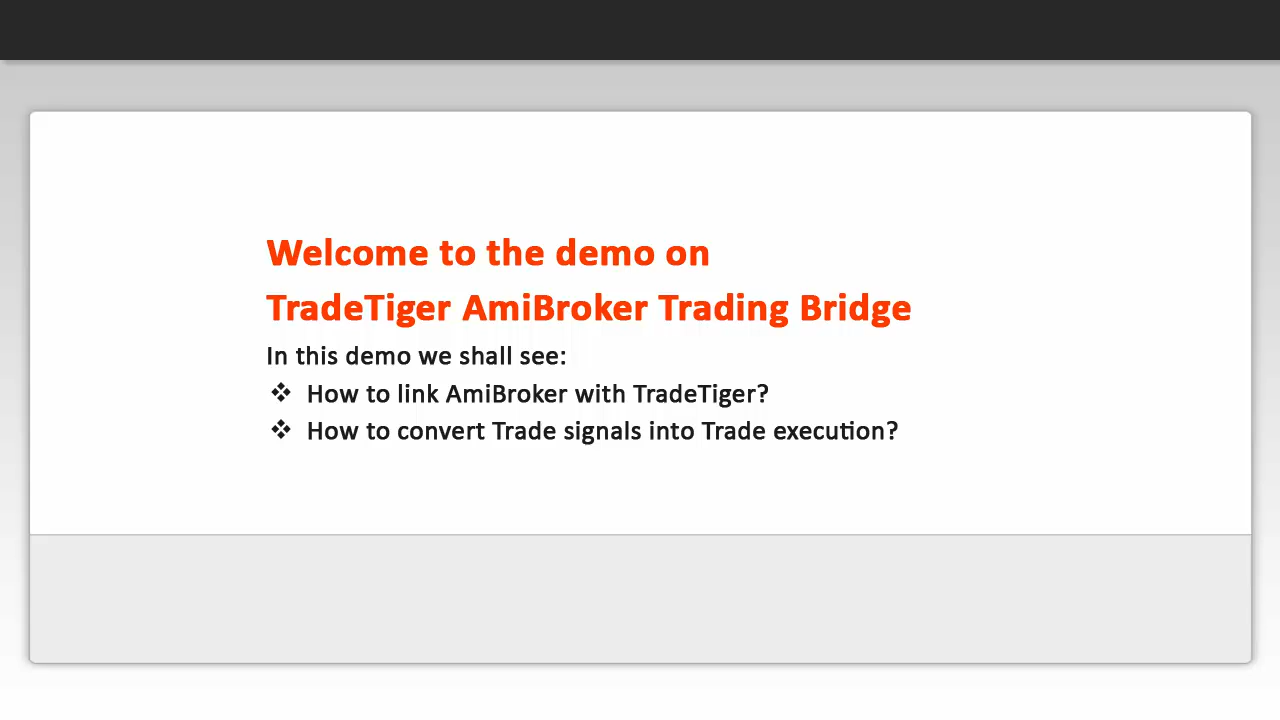 Welcome to the demo on
TradeTiger AmiBroker Trading Bridge
In this demo we shall see:
❖ How to link AmiBroker with TradeTiger?
❖ How to convert Trade signals into Trade execution?